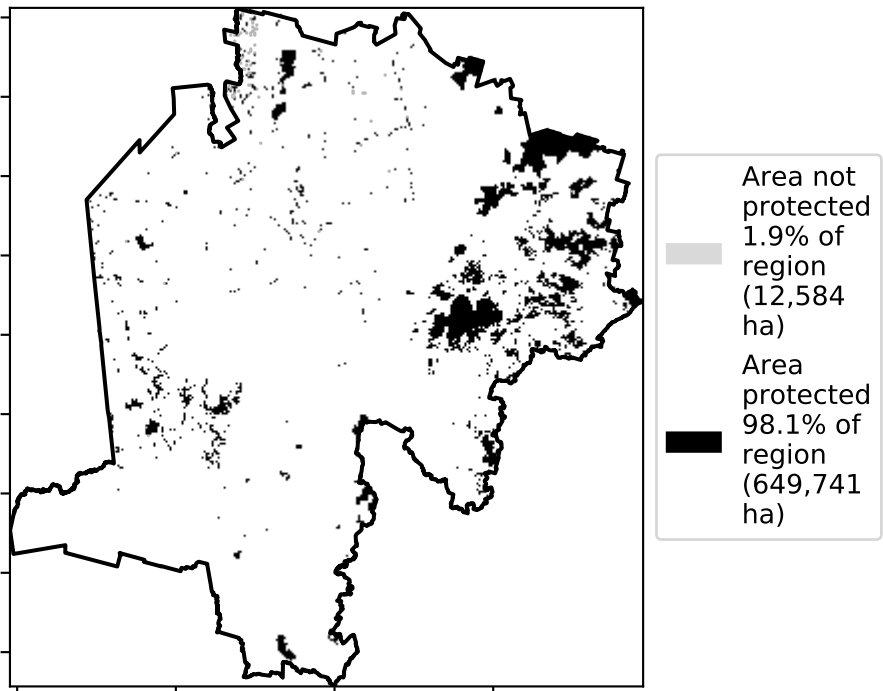 Area not
protected
1.9% of
region
(12,584
ha)
Area
protected
98.1% of
region
(649,741
ha)